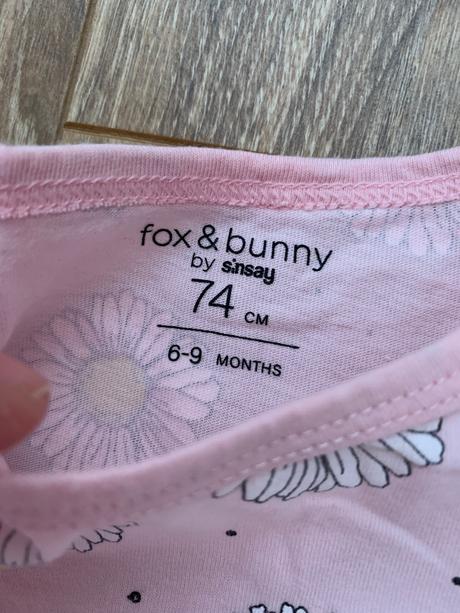 fox & bunny
by sinsay
74 CM
6-9 MONTHS